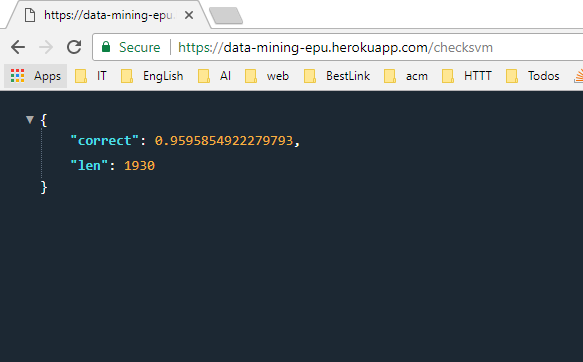 https://data-mining-epu.
Secure https://data-mining-epu.herokuapp.com/checksvm
Apps IT EngLish AI web BestLink acm HTTT Todos
{
"correct": 0.9595854922279793,
"len": 1930
}